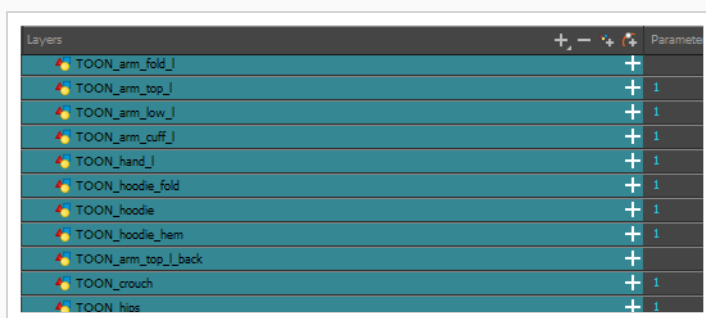 Layers Paramete
TOON_arm_fold_l
TOON_arm_top_l 1
TOON_arm_low_l 1
TOON_arm_cuff_l 1
TOON_hand_l 1
TOON_hoodie_fold 1
TOON_hoodie 1
TOON_hoodie_hem 1
TOON_arm_top_l_back
TOON_crouch 1
TOON_hips 1